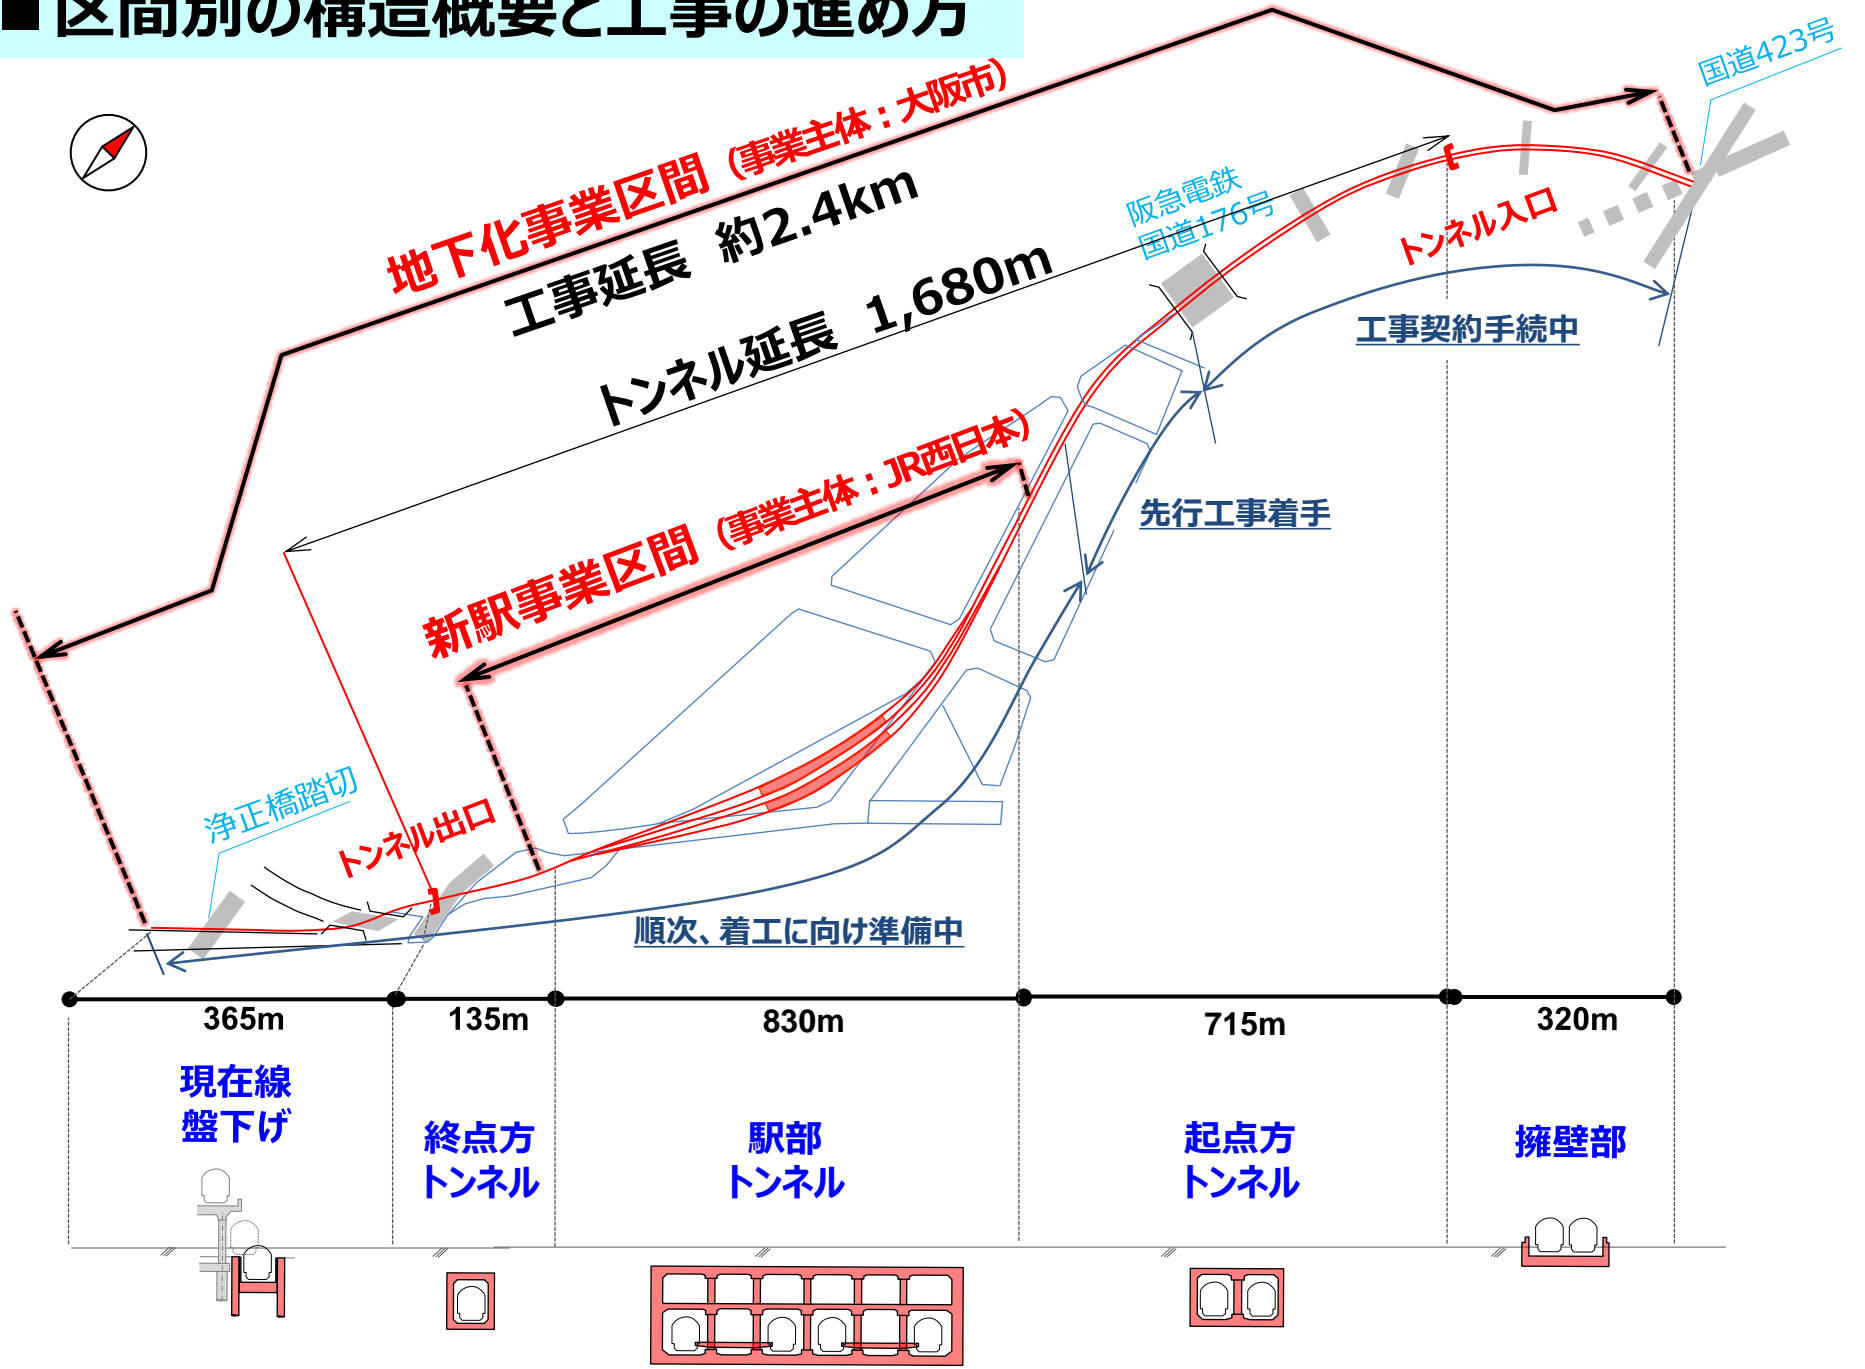 ■区間別の構造概要と工事の進め方
国道423号
地下化事業区間（事業主体：大阪市）
工事延長 約2.4km
阪急電鉄
国道176号
トンネル入口
トンネル延長 1,680m
工事契約手続中
新駅事業区間（事業主体：JR西日本）
先行工事着手
浄正橋踏切
トンネル出口
順次、着工に向け準備中
365m
135m
830m
715m
320m
現在線
盤下げ
終点方
トンネル
駅部
トンネル
起点方
トンネル
擁壁部